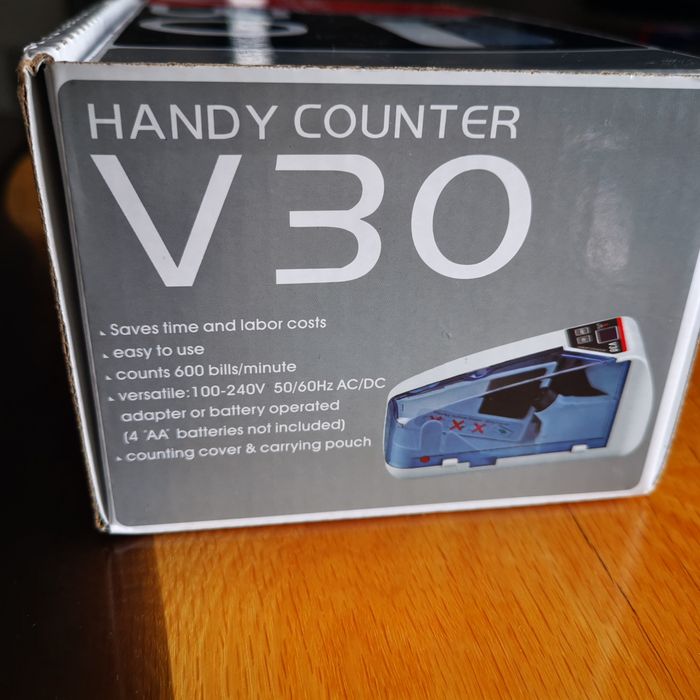 HANDY COUNTER
V30
Saves time and labor costs
easy to use
counts 600 bills/minute
versatile:100-240V 50/60Hz AC/DC
adapter or battery operated
(4 "AA" batteries not included)
counting cover & carrying pouch